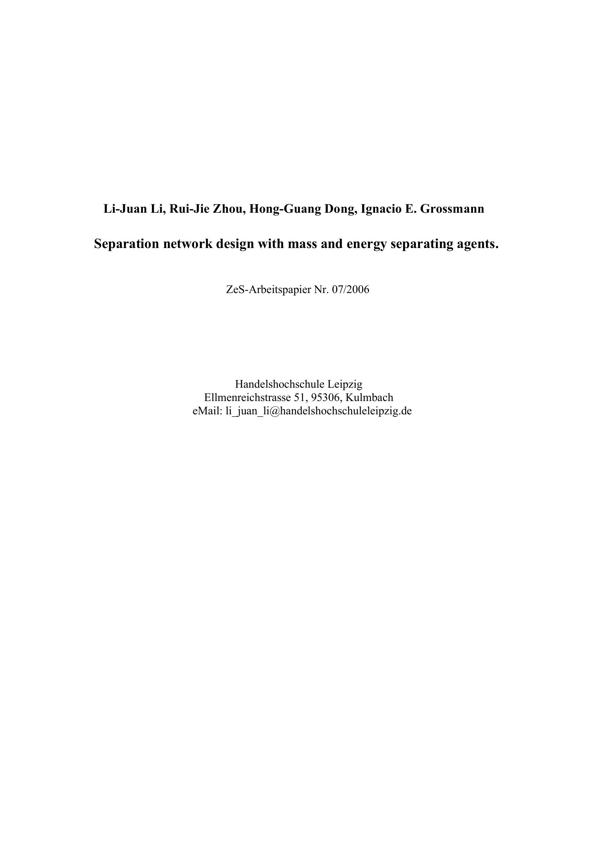 Li-Juan Li, Rui-Jie Zhou, Hong-Guang Dong, Ignacio E. Grossmann
Separation network design with mass and energy separating agents.
ZeS-Arbeitspapier Nr. 07/2006
Handelshochschule Leipzig
Ellmenreichstrasse 51, 95306, Kulmbach
eMail: li_juan_li@handelshochschuleleipzig.de